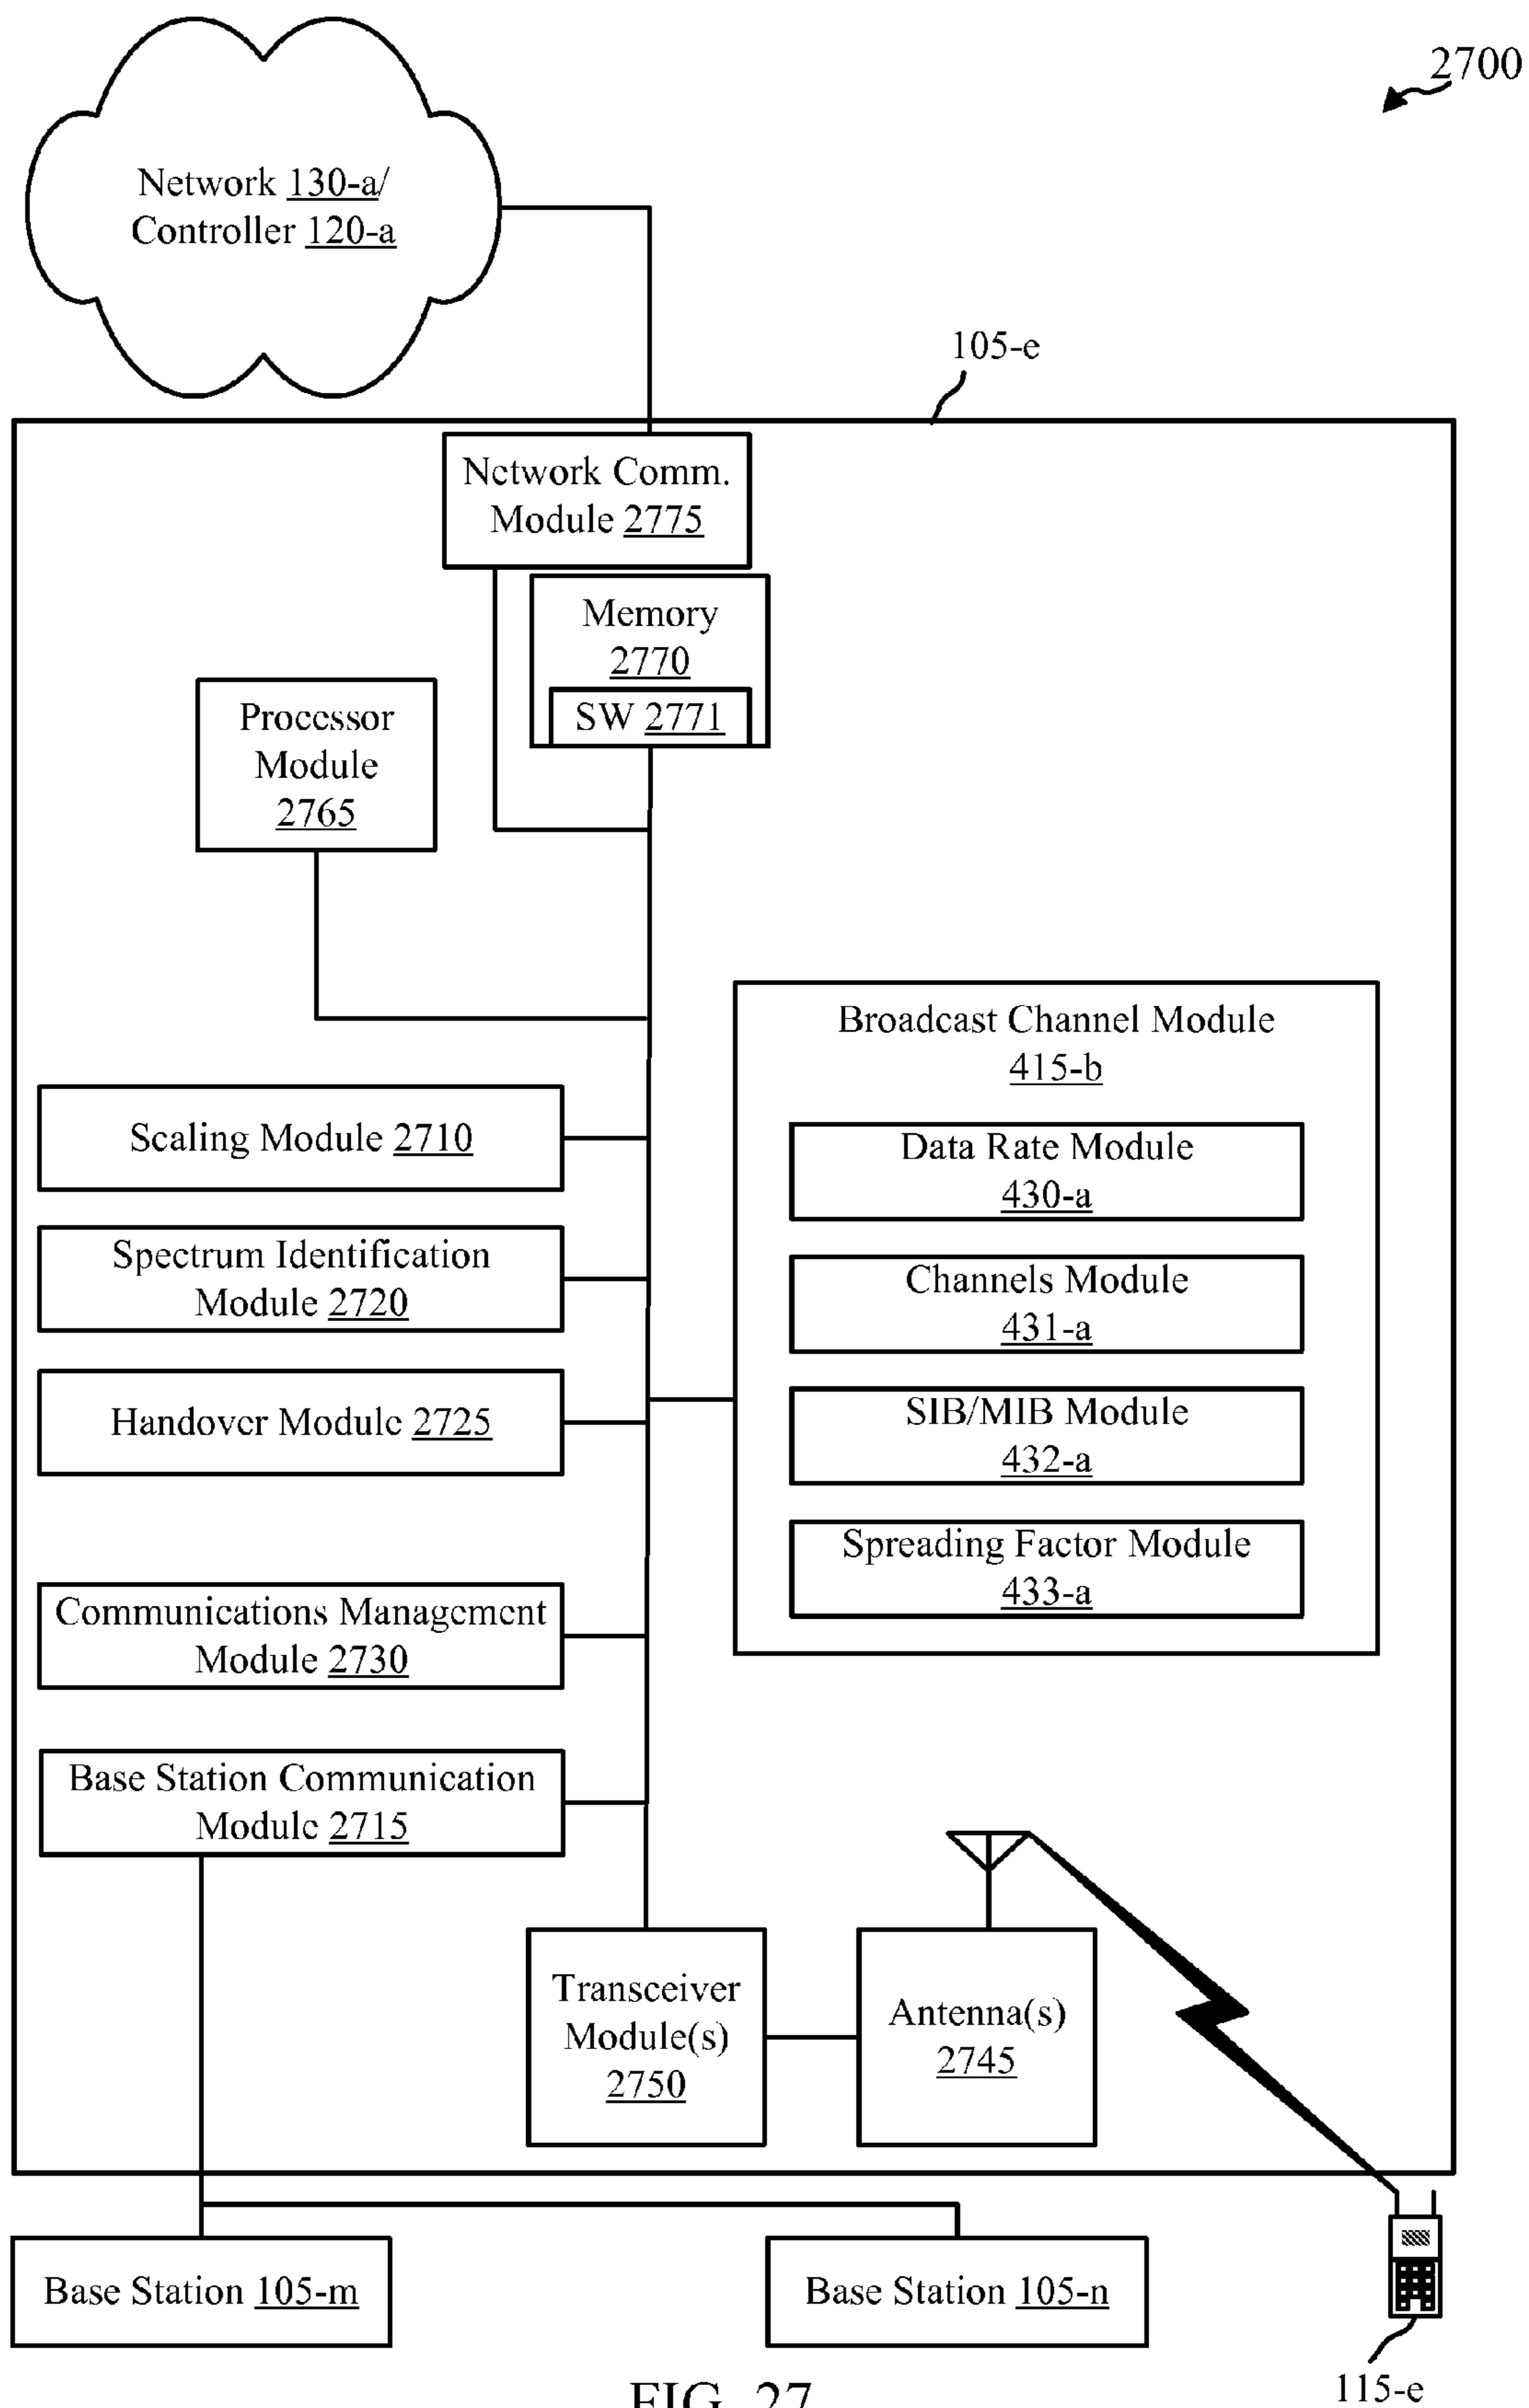 2700
Network 130-a/
Controller 120-a
105-e
Network Comm.
Module 2775
Memory
2770
SW 2771
Processor
Module
2765
Broadcast Channel Module
415-b
Data Rate Module
430-a
Channels Module
431-a
SIB/MIB Module
432-a
Spreading Factor Module
433-a
Scaling Module 2710
Spectrum Identification
Module 2720
Handover Module 2725
Communications Management
Module 2730
Base Station Communication
Module 2715
Transceiver
Module(s)
2750
Antenna(s)
2745
Base Station 105-m
Base Station 105-n
115-e
FIG. 27